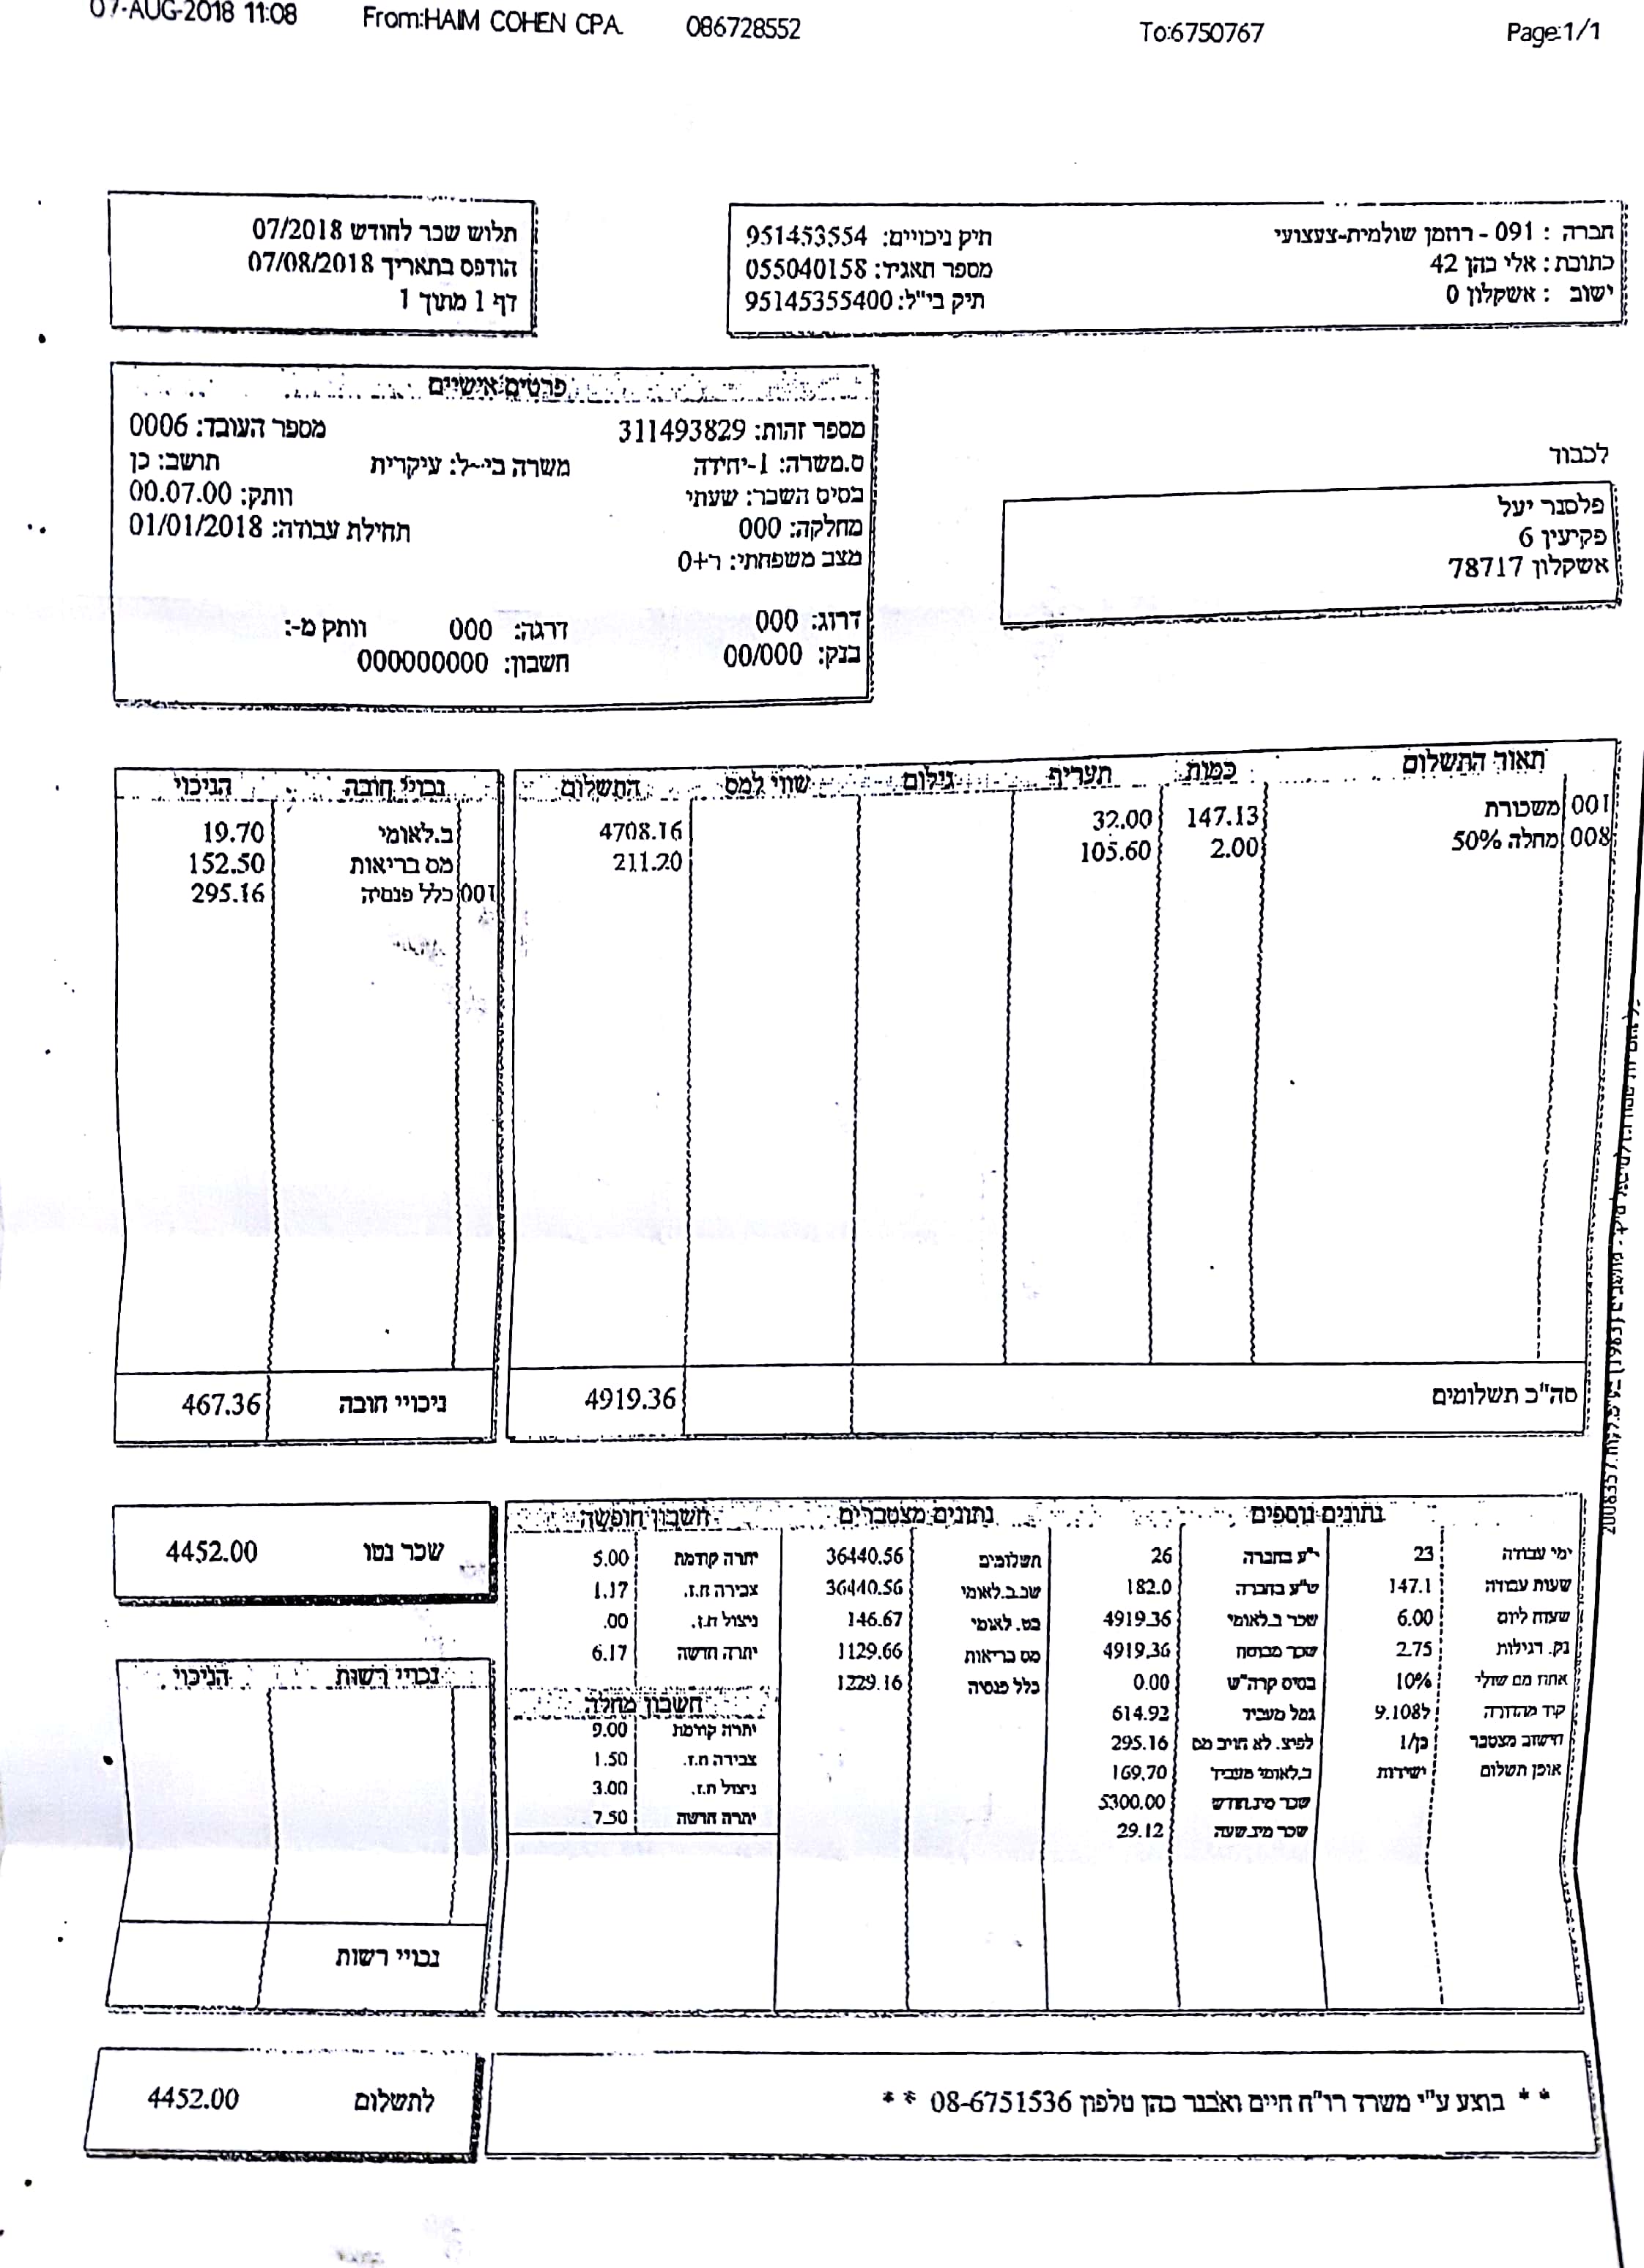 07-AUG-2018 11:08 From:HAIM COHEN CPA. 086728552 To:6750767 Page:1/1
חברה : 091 - רוזמן שולמית-צעצועי
כתובת : אלי כהן 42
ישוב : אשקלון 0
תיק ניכויים: 951453554
מספר תאגיד: 055040158
תיק בי"ל: 95145355400
תלוש שכר לחודש 07/2018
הודפס בתאריך 07/08/2018
דף 1 מתוך 1
פרטים אישיים
מספר זהות: 311493829 מספר העובד: 0006
ס.משרה: 1-יחידה משרה בי~ל: עיקרית תושב: כן
בסיס השכר: שעתי וותק: 00.07.00
מחלקה: 000 תחילת עבודה: 01/01/2018
מצב משפחתי: ר+0
דרוג: 000 דרגה: 000 וותק מ-:
בנק: 00/000 חשבון: 000000000
לכבוד
פלסנר יעל
פקיעין 6
אשקלון 78717
תאור התשלום כמות תעריף גילום שווי למס התשלום
001 משכורת 147.13 32.00 4708.16
008 מחלה 50% 2.00 105.60 211.20
סה"כ תשלומים 4919.36
נכויי חובה הניכוי
ב.לאומי 19.70
מס בריאות 152.50
001 כלל פנסיה 295.16
ניכויי חובה 467.36
נתונים נוספים
ימי עבודה 23 י"ע בחברה 26
שעות עבודה 147.1 ש"ע בחברה 182.0
שעות ליום 6.00 שכר ב.לאומי 4919.36
נק. רגילות 2.75 שכר מבוטח 4919.36
אחוז מס שולי 10% בסיס קרה"ש 0.00
קוד מהדורה 9.108ל גמל מעביד 614.92
חישוב מצטבר כן/1 לפיצ. לא חויב מס 295.16
אופן תשלום ישירות ב.לאומי מעביד 169.70
שכר מינ.חודש 5300.00
שכר מינ.שעה 29.12
נתונים מצטברים
תשלומים 36440.56
שכ.ב.לאומי 36440.56
בט. לאומי 146.67
מס בריאות 1129.66
כלל פנסיה 1229.16
חשבון חופשה
יתרה קודמת 5.00
צבירה ח.ז. 1.17
ניצול ח.ז. .00
יתרה חדשה 6.17
חשבון מחלה
יתרה קודמת 9.00
צבירה ח.ז. 1.50
ניצול ח.ז. 3.00
יתרה חדשה 7.50
שכר נטו 4452.00
נכויי רשות הניכוי
נכויי רשות
* * בוצע ע"י משרד רו"ח חיים ואבנר כהן טלפון 08-6751536 * *
לתשלום 4452.00